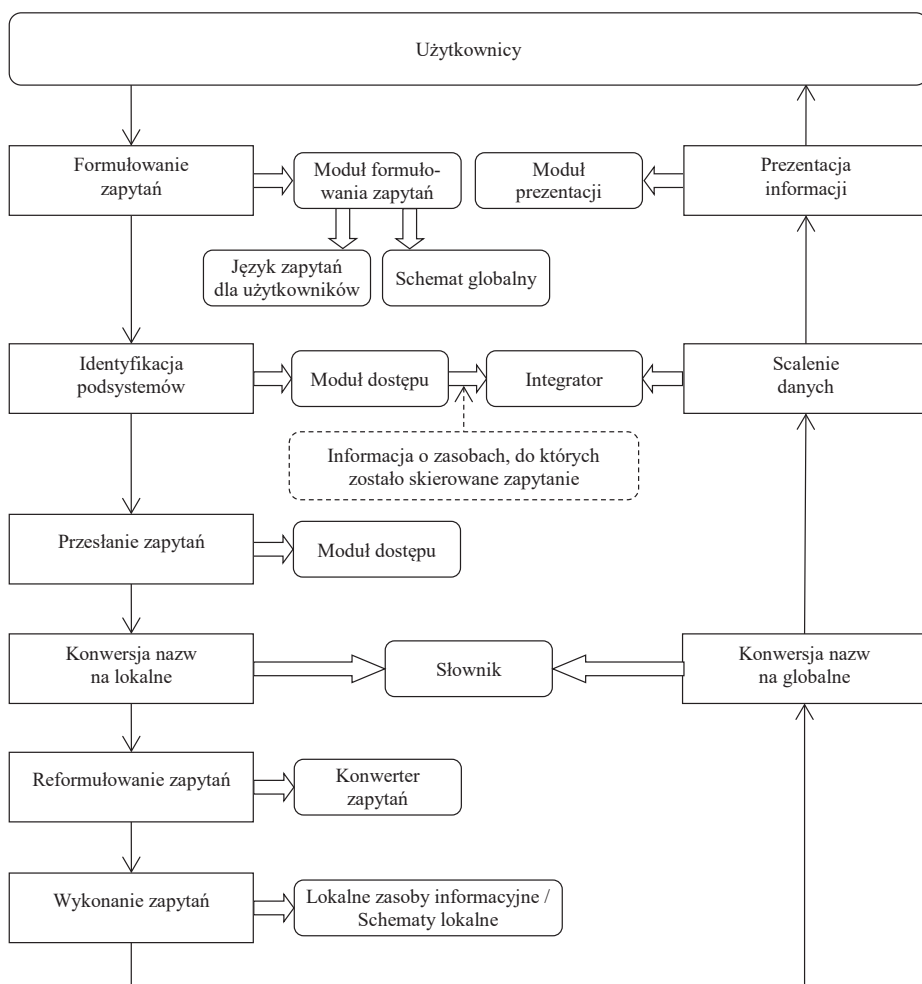 Użytkownicy
Formułowanie
zapytań
Moduł formuło-
wania zapytań
Moduł
prezentacji
Prezentacja
informacji
Język zapytań
dla użytkowników
Schemat globalny
Identyfikacja
podsystemów
Moduł dostępu
Integrator
Scalenie
danych
Informacja o zasobach, do których
zostało skierowane zapytanie
Przesłanie zapytań
Moduł dostępu
Konwersja nazw
na lokalne
Słownik
Konwersja nazw
na globalne
Reformułowanie zapytań
Konwerter
zapytań
Wykonanie zapytań
Lokalne zasoby informacyjne /
Schematy lokalne